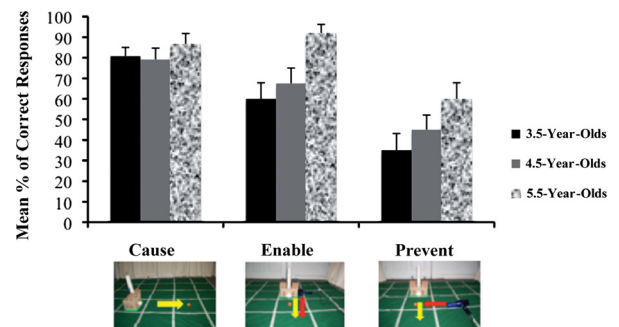 Mean % of Correct Responses
100
90
80
70
60
50
40
30
20
10
0
Cause Enable Prevent
3.5-Year-Olds
4.5-Year-Olds
5.5-Year-Olds